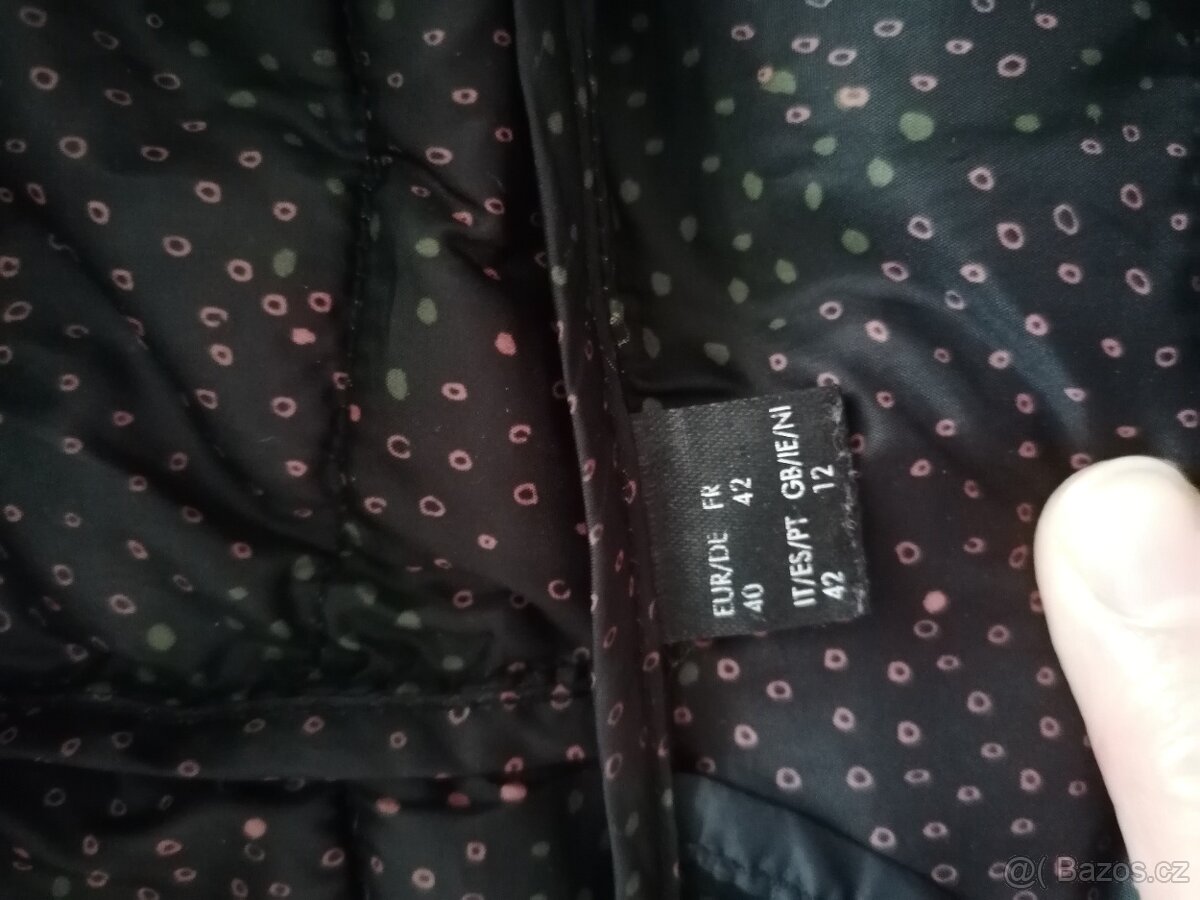 EUR/DE FR
40 42
IT/ES/PT GB/IE/NI
42 12
@( Bazos.cz